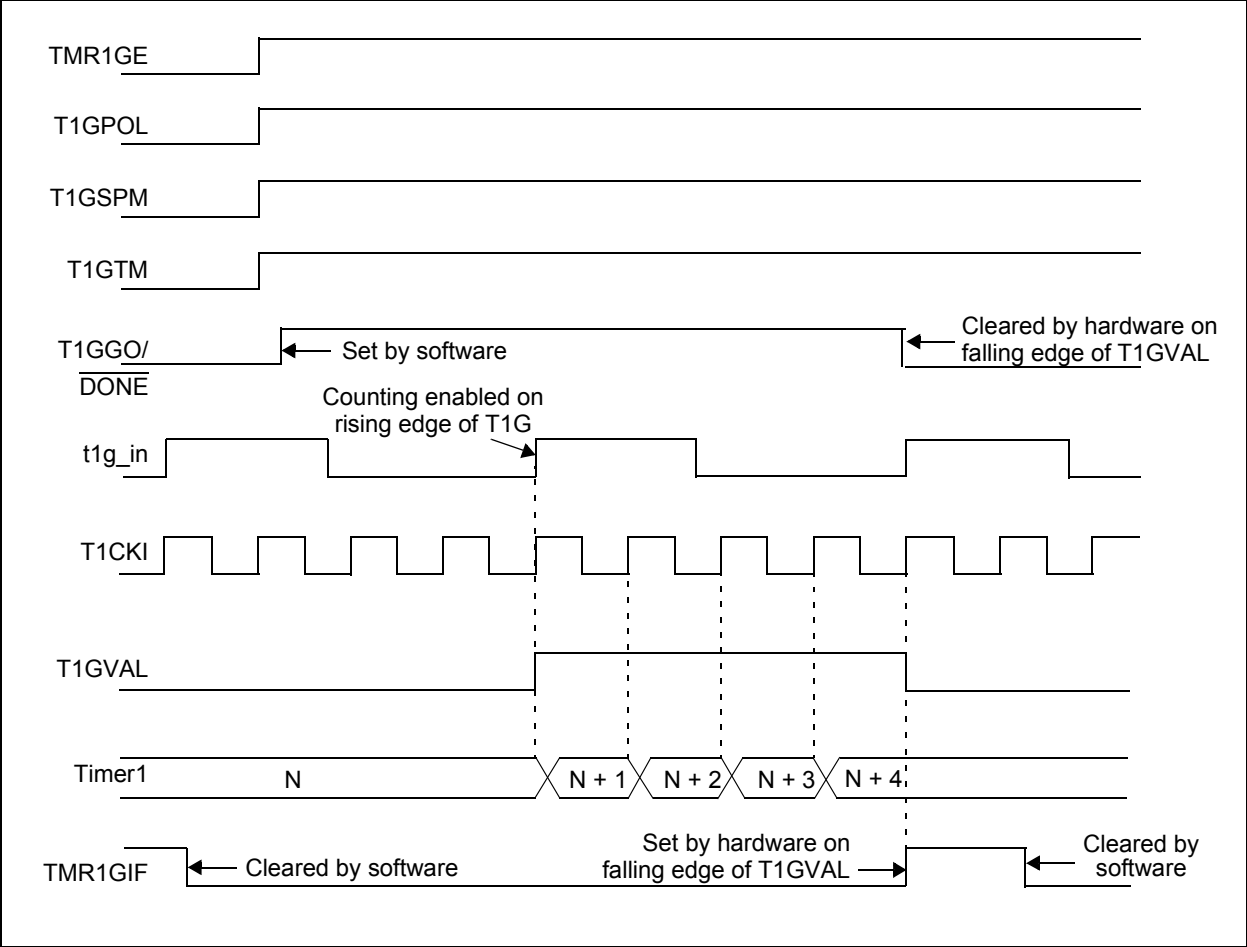 TMR1GE
T1GPOL
T1GSPM
T1GTM
T1GGO/
DONE
Set by software
Cleared by hardware on
falling edge of T1GVAL
Counting enabled on
rising edge of T1G
t1g_in
T1CKI
T1GVAL
Timer1
N
N + 1
N + 2
N + 3
N + 4
TMR1GIF
Cleared by software
Set by hardware on
falling edge of T1GVAL
Cleared by
software